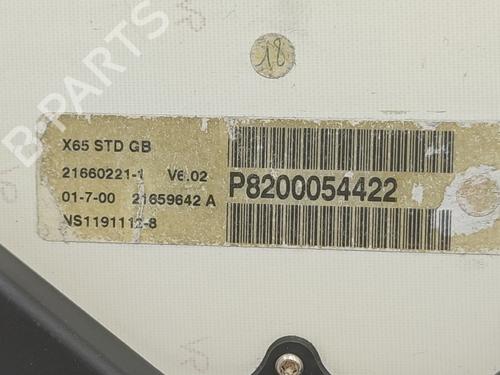 B-PARTS
18
X65 STD GB
21660221-1 V6.02
01-7-00 21659642 A
NS1191112-8
P8200054422